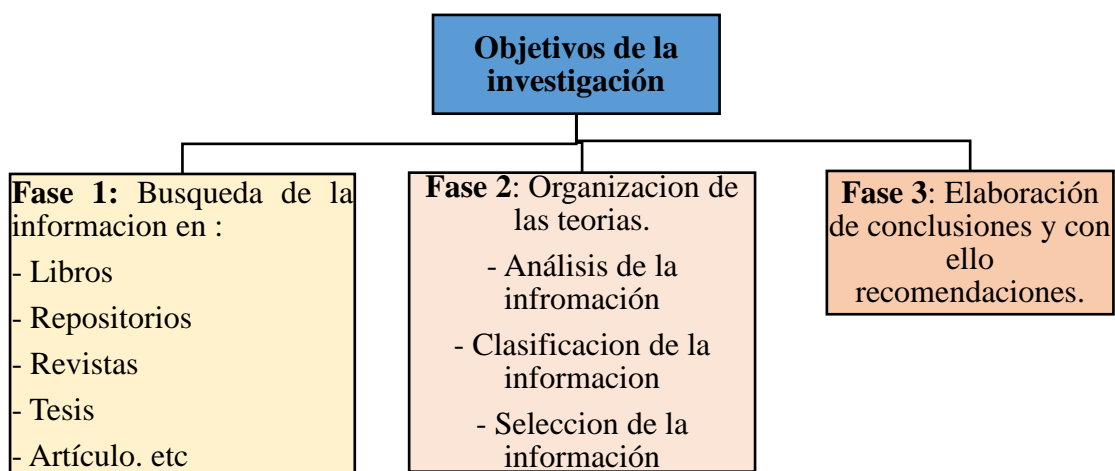 Objetivos de la
investigación
Fase 1: Busqueda de la
informacion en :
- Libros
- Repositorios
- Revistas
- Tesis
- Artículo. etc
Fase 2: Organizacion de
las teorias.
- Análisis de la
infromación
- Clasificacion de la
informacion
- Seleccion de la
información
Fase 3: Elaboración
de conclusiones y con
ello
recomendaciones.